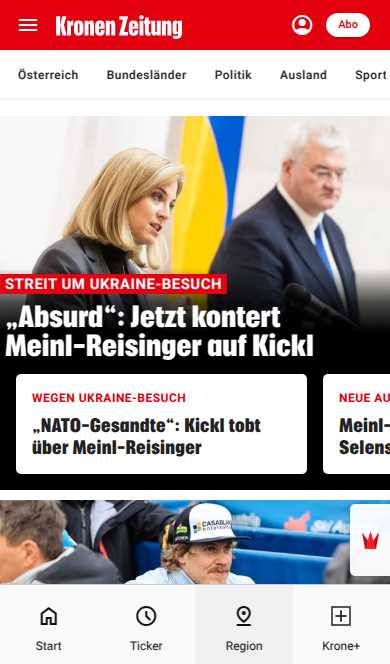 Kronen Zeitung
Abo
Österreich Bundesländer Politik Ausland Sport
STREIT UM UKRAINE-BESUCH
„Absurd“: Jetzt kontert
Meinl-Reisinger auf Kickl
WEGEN UKRAINE-BESUCH
„NATO-Gesandte“: Kickl tobt
über Meinl-Reisinger
NEUE AU
Meinl-
Selens
CASABLANCA
Start Ticker Region Krone+